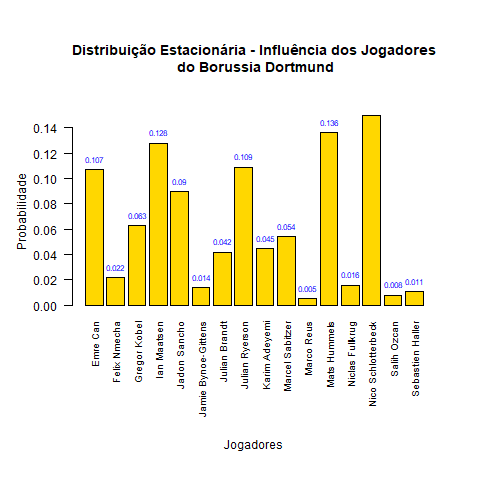 Distribuição Estacionária - Influência dos Jogadores
do Borussia Dortmund
Probabilidade
0.14
0.12
0.10
0.08
0.06
0.04
0.02
0.00
0.107
0.022
0.063
0.128
0.09
0.014
0.042
0.109
0.045
0.054
0.005
0.136
0.016
0.008
0.011
Emre Can
Felix Nmecha
Gregor Kobel
Ian Maatsen
Jadon Sancho
Jamie Bynoe-Gittens
Julian Brandt
Julian Ryerson
Karim Adeyemi
Marcel Sabitzer
Marco Reus
Mats Hummels
Niclas Fulkrug
Nico Schlotterbeck
Salih Ozcan
Sebastien Haller
Jogadores